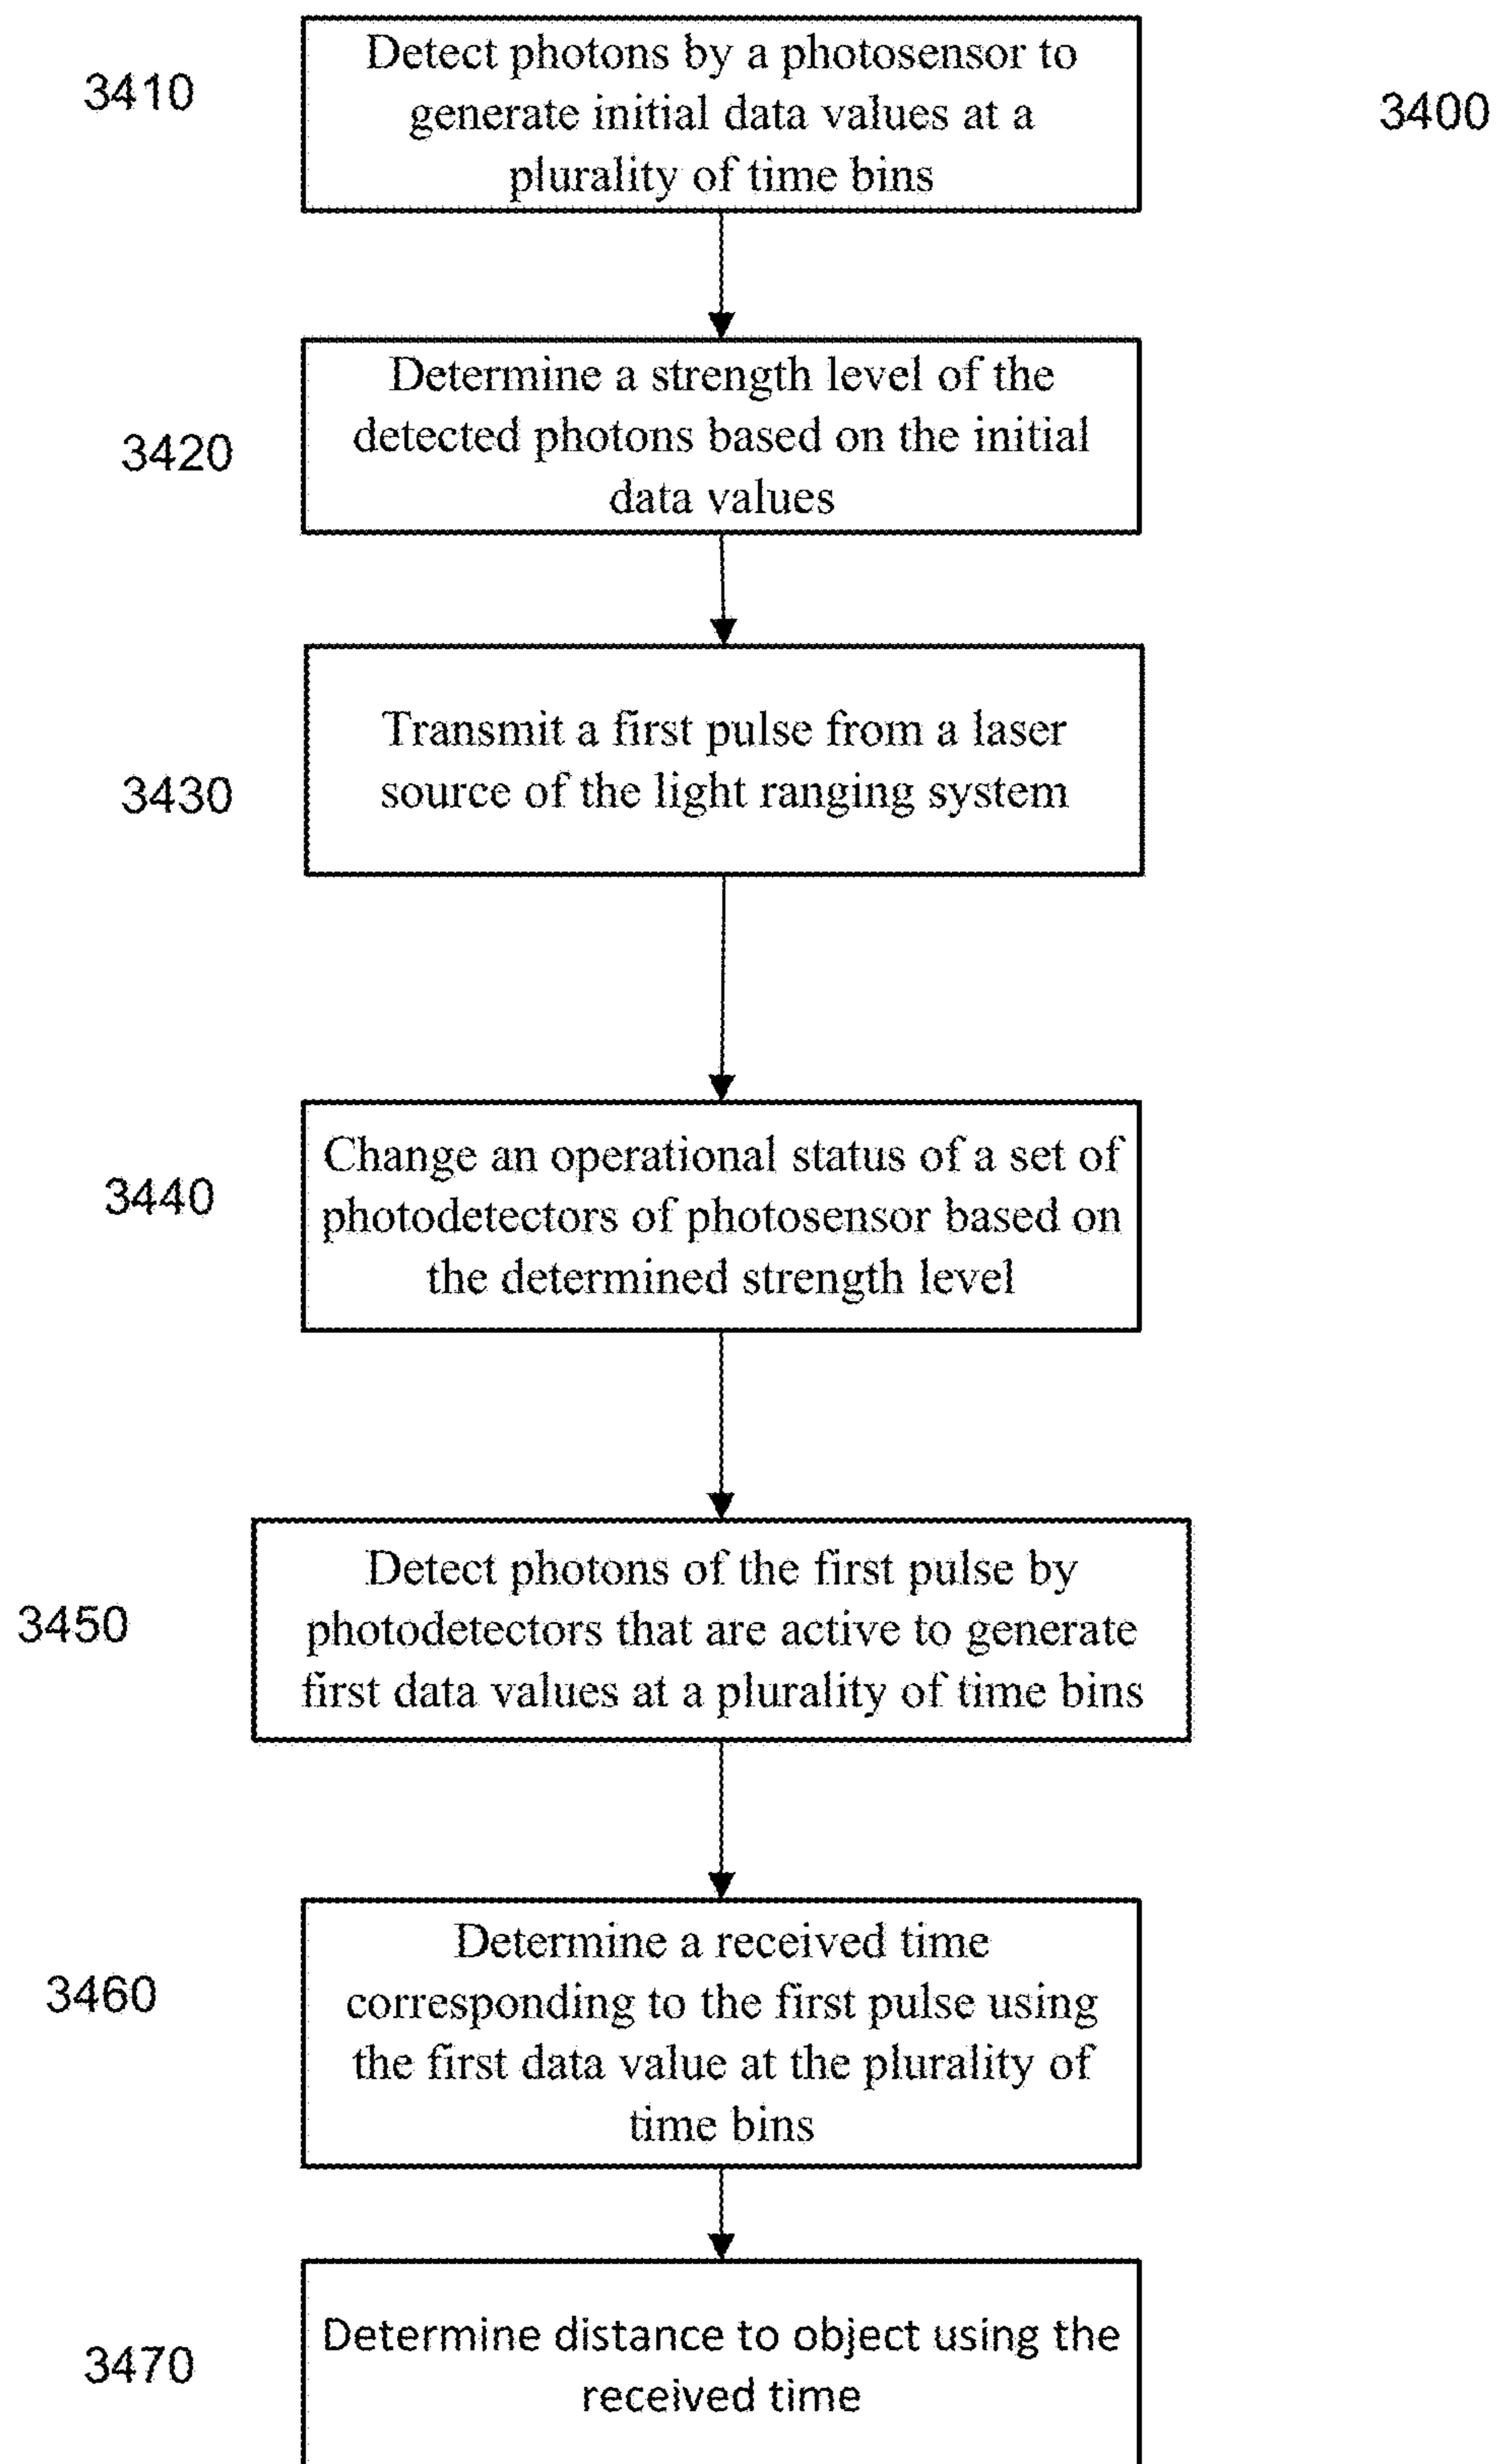 3410
Detect photons by a photosensor to
generate initial data values at a
plurality of time bins
3400
3420
Determine a strength level of the
detected photons based on the initial
data values
3430
Transmit a first pulse from a laser
source of the light ranging system
3440
Change an operational status of a set of
photodetectors of photosensor based on
the determined strength level
3450
Detect photons of the first pulse by
photodetectors that are active to generate
first data values at a plurality of time bins
3460
Determine a received time
corresponding to the first pulse using
the first data value at the plurality of
time bins
3470
Determine distance to object using the
received time